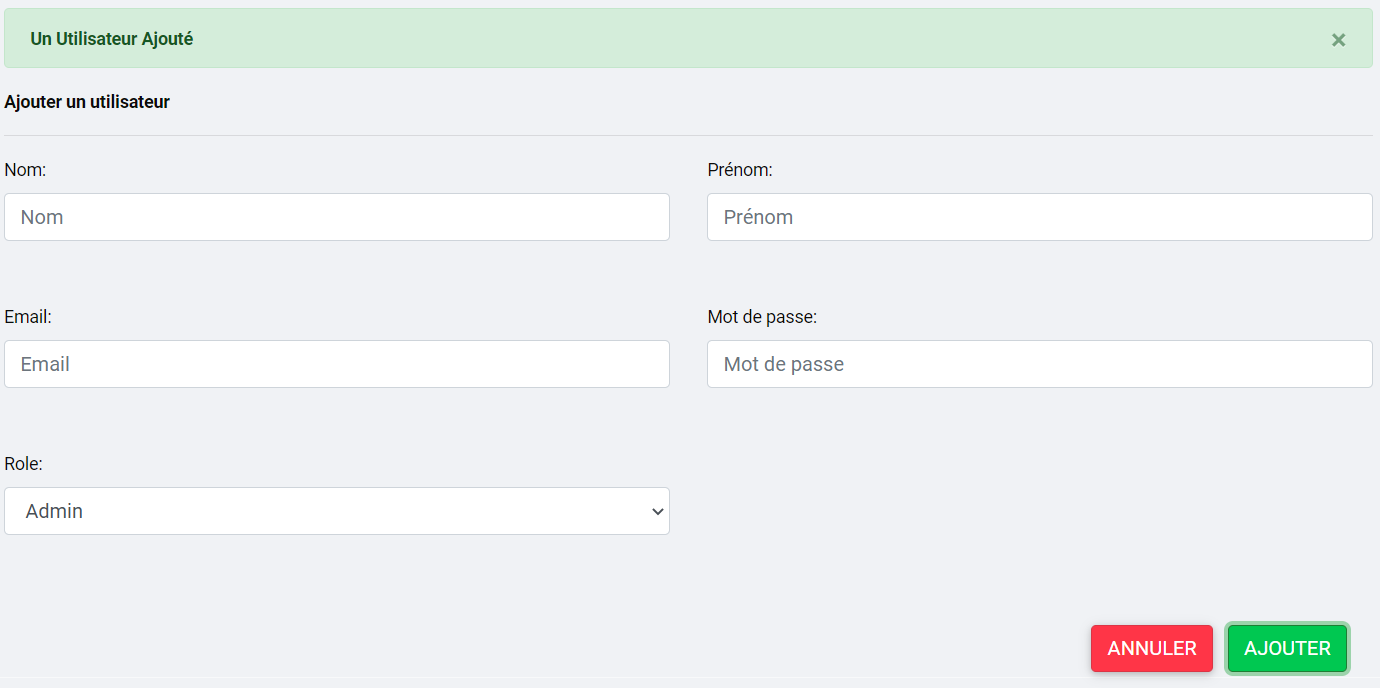 Un Utilisateur Ajouté ×
Ajouter un utilisateur
Nom: Prénom:
Nom Prénom
Email: Mot de passe:
Email Mot de passe
Role:
Admin
ANNULER AJOUTER